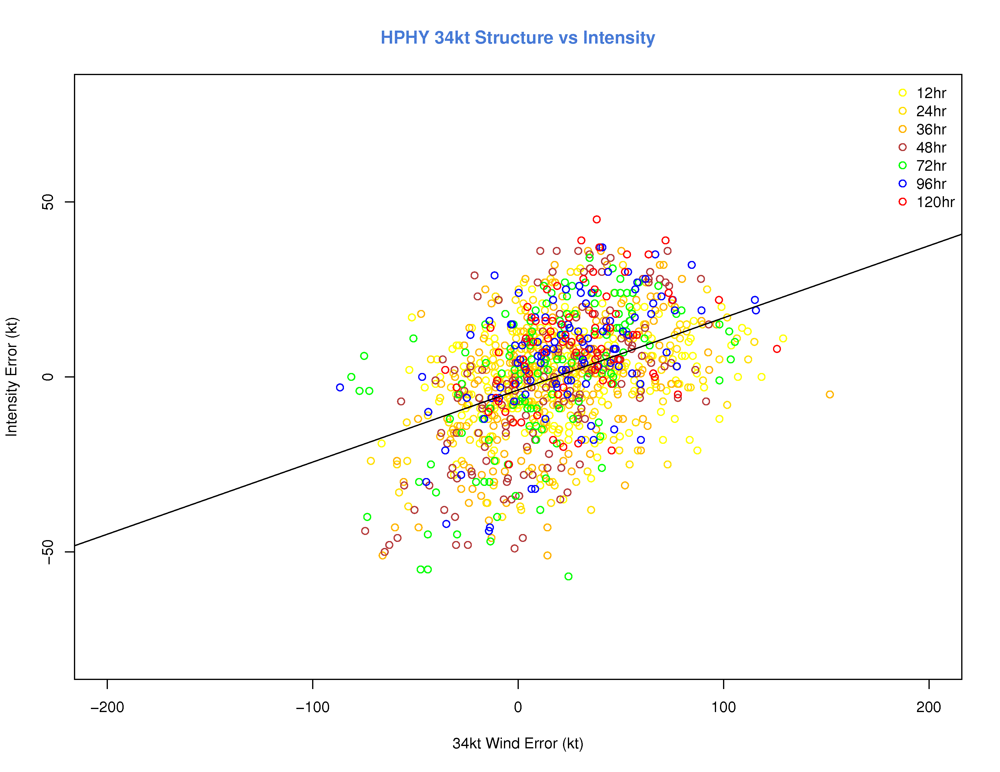 HPHY 34kt Structure vs Intensity
12hr
24hr
36hr
48hr
72hr
96hr
120hr
Intensity Error (kt)
50
0
−50
−200
−100
0
100
200
34kt Wind Error (kt)